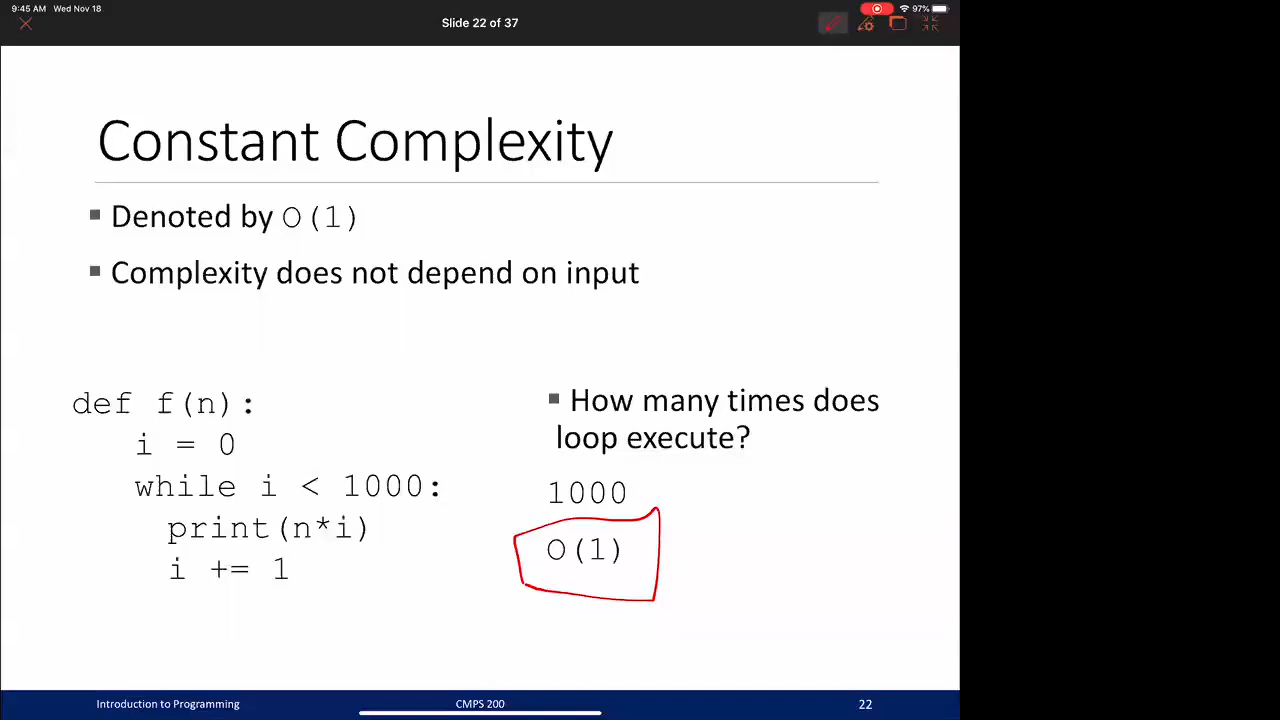 9:45 AM Wed Nov 18
97%
Slide 22 of 37
Constant Complexity
▪ Denoted by O(1)
▪ Complexity does not depend on input
def f(n):
i = 0
while i < 1000:
print(n*i)
i += 1
▪ How many times does
loop execute?
1000
O(1)
Introduction to Programming
CMPS 200
22